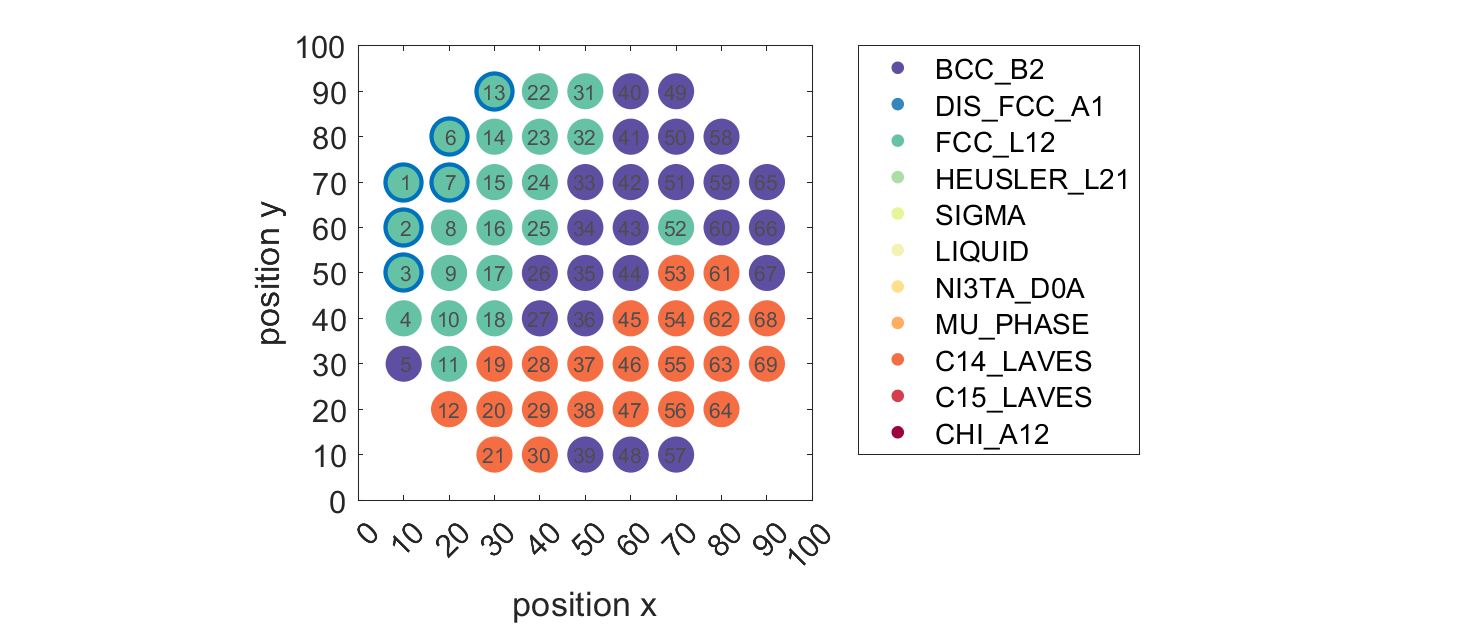 100
90 13 22 31 40 49
80 6 14 23 32 41 50 58
70 1 7 15 24 33 42 51 59 65
60 2 8 16 25 34 43 52 60 66
50 3 9 17 26 35 44 53 61 67
40 4 10 18 27 36 45 54 62 68
30 5 11 19 28 37 46 55 63 69
20 12 20 29 38 47 56 64
10 21 30 39 48 57
0
position y
0 10 20 30 40 50 60 70 80 90 100
position x
BCC_B2
DIS_FCC_A1
FCC_L12
HEUSLER_L21
SIGMA
LIQUID
NI3TA_D0A
MU_PHASE
C14_LAVES
C15_LAVES
CHI_A12